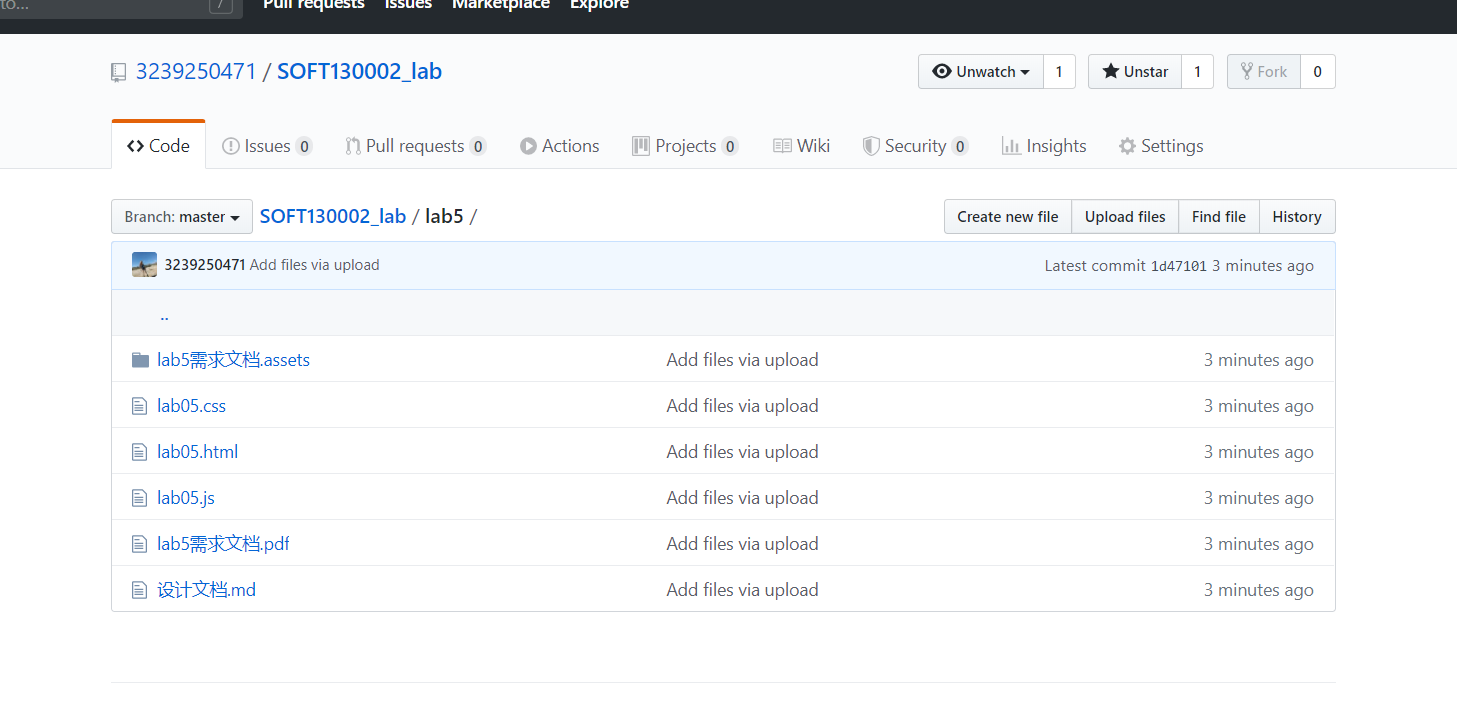 to... / Pull requests Issues Marketplace Explore
3239250471 / SOFT130002_lab Unwatch 1 Unstar 1 Fork 0
Code Issues 0 Pull requests 0 Actions Projects 0 Wiki Security 0 Insights Settings
Branch: master SOFT130002_lab / lab5 / Create new file Upload files Find file History
3239250471 Add files via upload Latest commit 1d47101 3 minutes ago
..
lab5需求文档.assets Add files via upload 3 minutes ago
lab05.css Add files via upload 3 minutes ago
lab05.html Add files via upload 3 minutes ago
lab05.js Add files via upload 3 minutes ago
lab5需求文档.pdf Add files via upload 3 minutes ago
设计文档.md Add files via upload 3 minutes ago